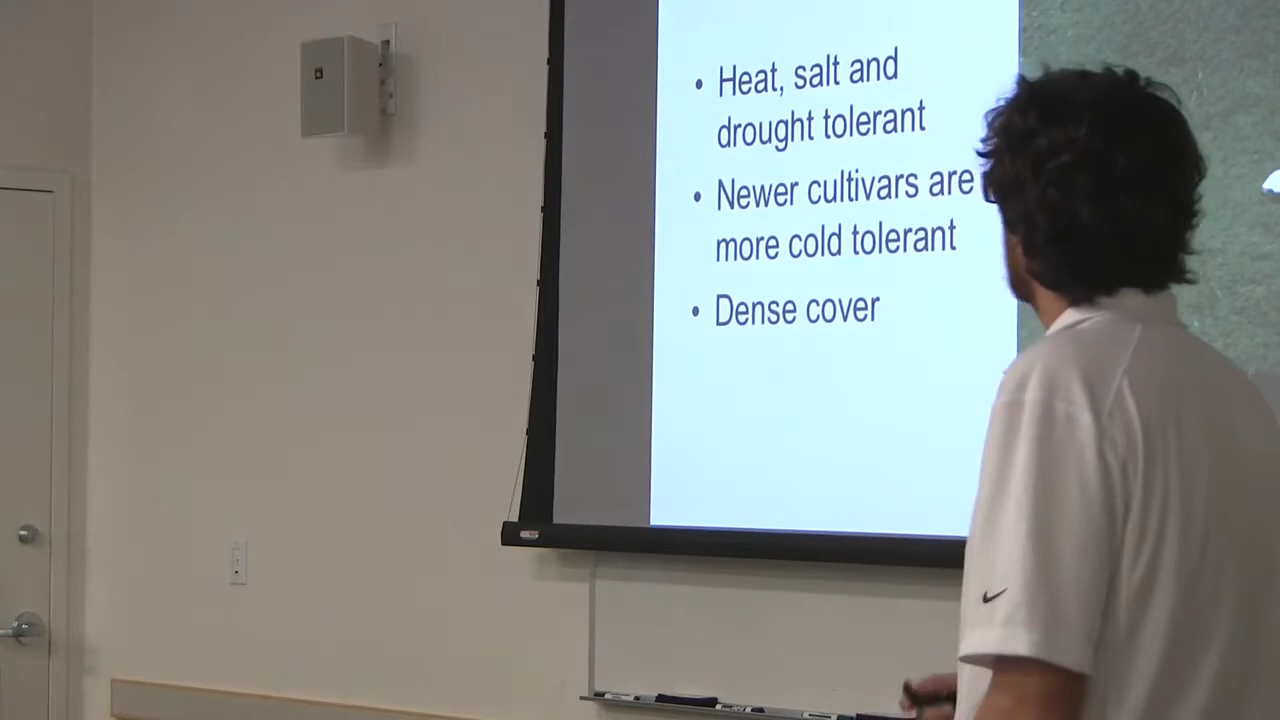 • Heat, salt and
drought tolerant
• Newer cultivars are
more cold tolerant
• Dense cover